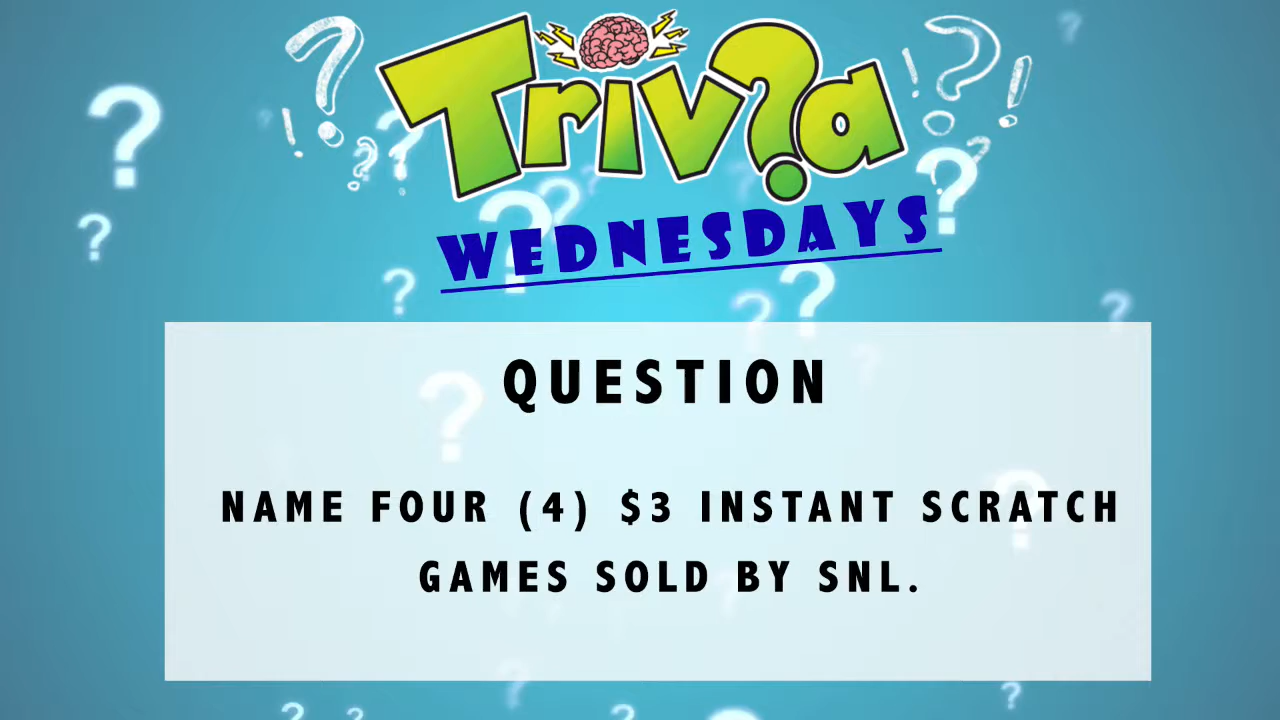 Triv?a
WEDNESDAYS
QUESTION
NAME FOUR (4) $3 INSTANT SCRATCH
GAMES SOLD BY SNL.